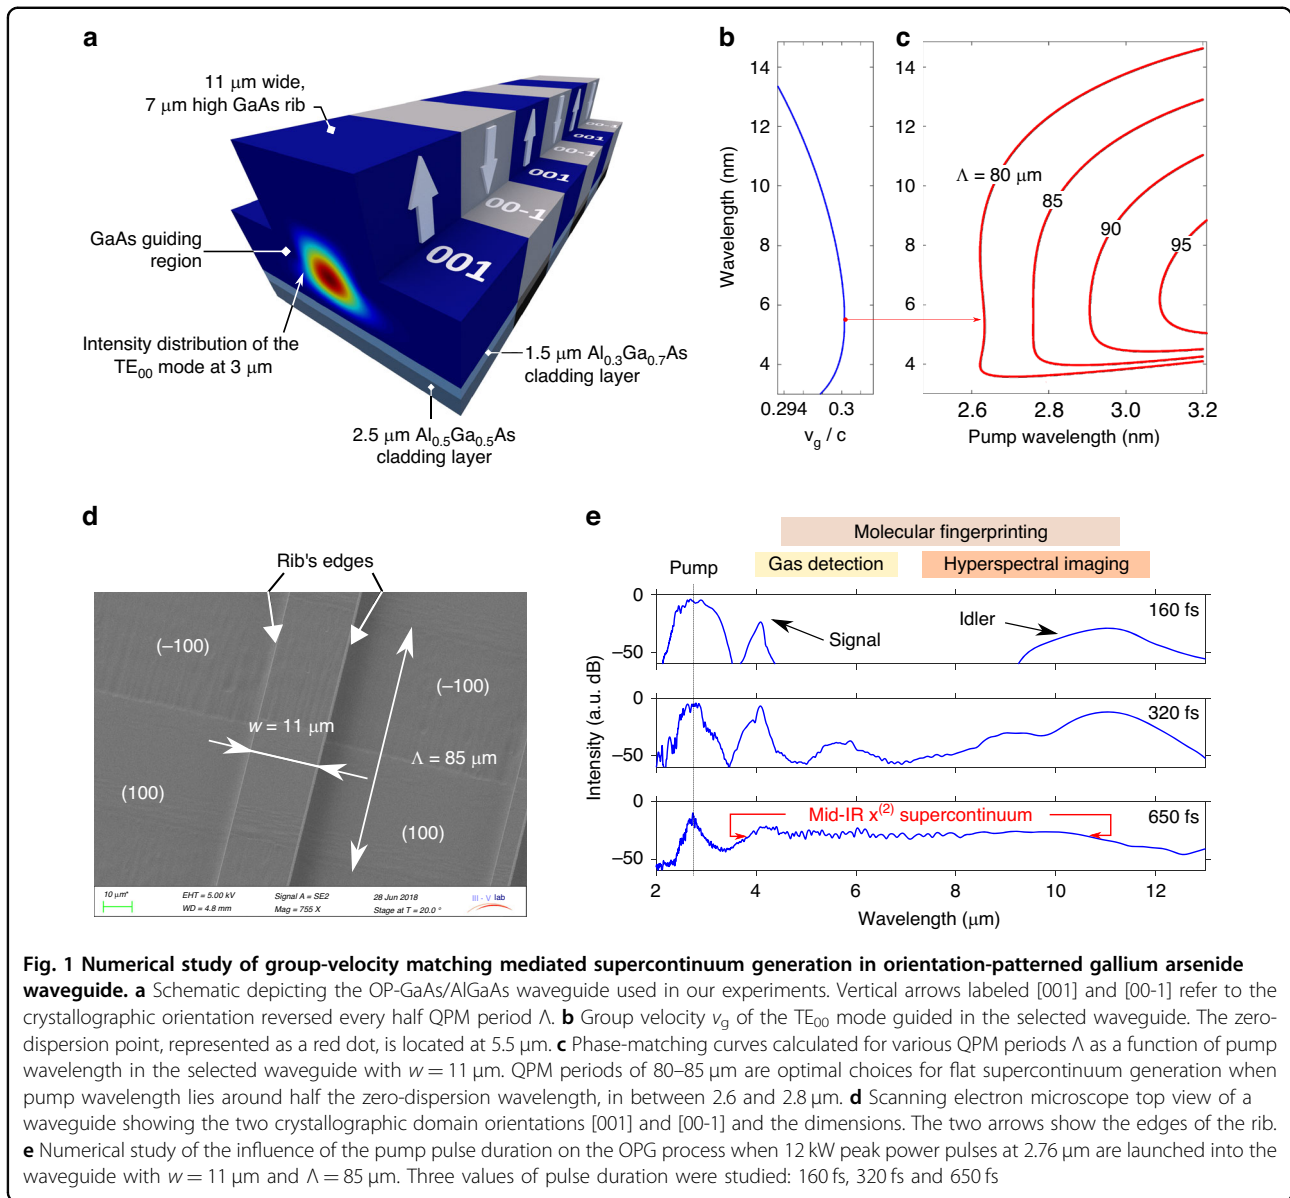 a
11 μm wide,
7 μm high GaAs rib
GaAs guiding
region
Intensity distribution of the
TE00 mode at 3 μm
001
00-1
001
00-1
001
00-1
1.5 μm Al0.3Ga0.7As
cladding layer
2.5 μm Al0.5Ga0.5As
cladding layer
b
Wavelength (nm)
14
12
10
8
6
4
0.294
0.3
vg / c
c
14
12
10
8
6
4
Λ = 80 μm
85
90
95
2.6
2.8
3.0
3.2
Pump wavelength (nm)
d
Rib's edges
(–100)
(–100)
w = 11 μm
Λ = 85 μm
(100)
(100)
10 μm*
EHT = 5.00 kV
WD = 4.8 mm
Signal A = SE2
Mag = 755 X
28 Jun 2018
Stage at T = 20.0 °
III - V lab
e
Molecular fingerprinting
Gas detection
Hyperspectral imaging
Pump
0
–50
160 fs
Signal
Idler
0
–50
320 fs
0
–50
650 fs
Mid-IR x(2) supercontinuum
Intensity (a.u. dB)
2
4
6
8
10
12
Wavelength (μm)
Fig. 1 Numerical study of group-velocity matching mediated supercontinuum generation in orientation-patterned gallium arsenide
waveguide. a Schematic depicting the OP-GaAs/AlGaAs waveguide used in our experiments. Vertical arrows labeled [001] and [00-1] refer to the
crystallographic orientation reversed every half QPM period Λ. b Group velocity vg of the TE00 mode guided in the selected waveguide. The zero-
dispersion point, represented as a red dot, is located at 5.5 μm. c Phase-matching curves calculated for various QPM periods Λ as a function of pump
wavelength in the selected waveguide with w = 11 μm. QPM periods of 80–85 μm are optimal choices for flat supercontinuum generation when
pump wavelength lies around half the zero-dispersion wavelength, in between 2.6 and 2.8 μm. d Scanning electron microscope top view of a
waveguide showing the two crystallographic domain orientations [001] and [00-1] and the dimensions. The two arrows show the edges of the rib.
e Numerical study of the influence of the pump pulse duration on the OPG process when 12 kW peak power pulses at 2.76 μm are launched into the
waveguide with w = 11 μm and Λ = 85 μm. Three values of pulse duration were studied: 160 fs, 320 fs and 650 fs